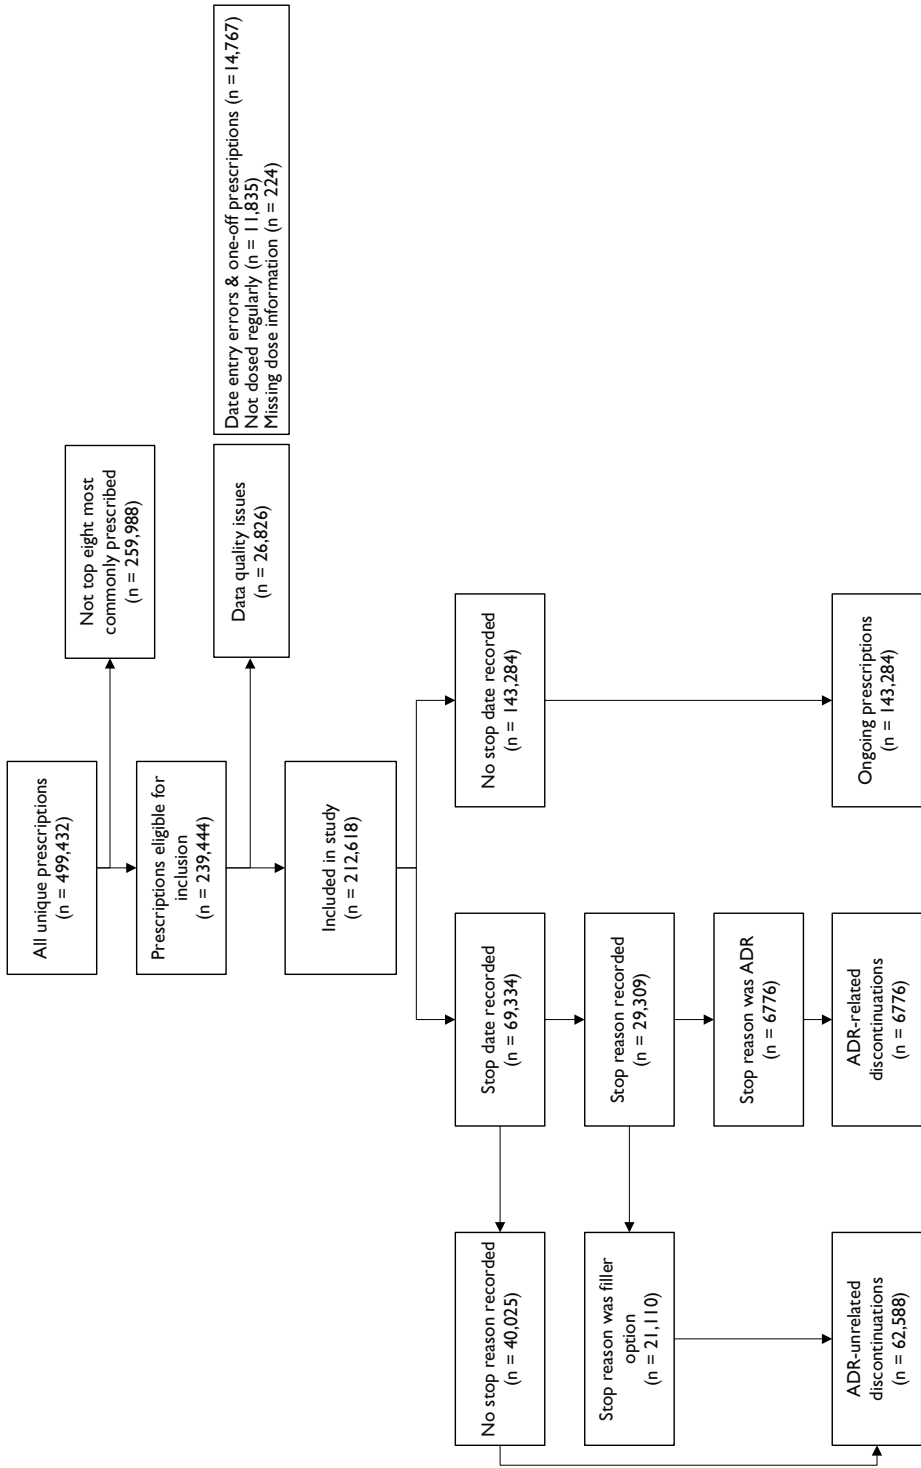 All unique prescriptions
(n = 499,432)
Not top eight most
commonly prescribed
(n = 259,988)
Prescriptions eligible for
inclusion
(n = 239,444)
Data quality issues
(n = 26,826)
Date entry errors & one-off prescriptions (n =14,767)
Not dosed regularly (n = 11,835)
Missing dose information (n = 224)
Included in study
(n = 212,618)
No stop reason recorded
(n = 40,025)
Stop date recorded
(n = 69,334)
No stop date recorded
(n = 143,284)
Stop reason was filler
option
(n = 21,110)
Stop reason recorded
(n = 29,309)
Stop reason was ADR
(n = 6776)
ADR-unrelated
discontinuations
(n = 62,588)
ADR-related
discontinuations
(n = 6776)
Ongoing prescriptions
(n = 143,284)